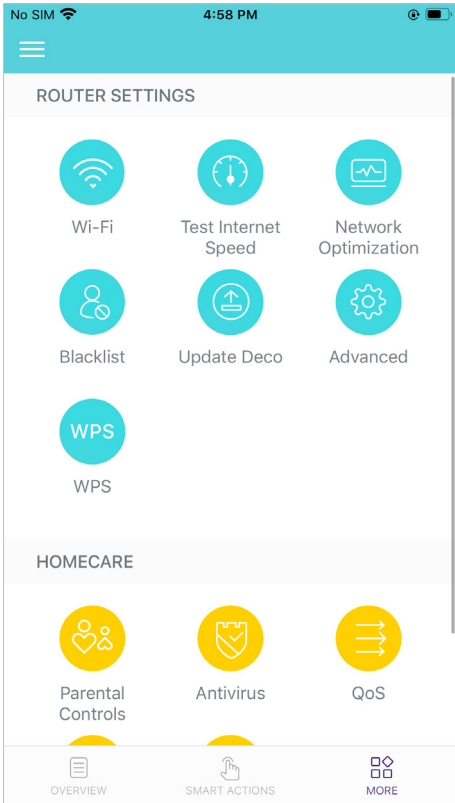 No SIM 4:58 PM
ROUTER SETTINGS
Wi-Fi
Test Internet
Speed
Network
Optimization
Blacklist
Update Deco
Advanced
WPS
WPS
HOMECARE
Parental
Controls
Antivirus
QoS
OVERVIEW
SMART ACTIONS
MORE